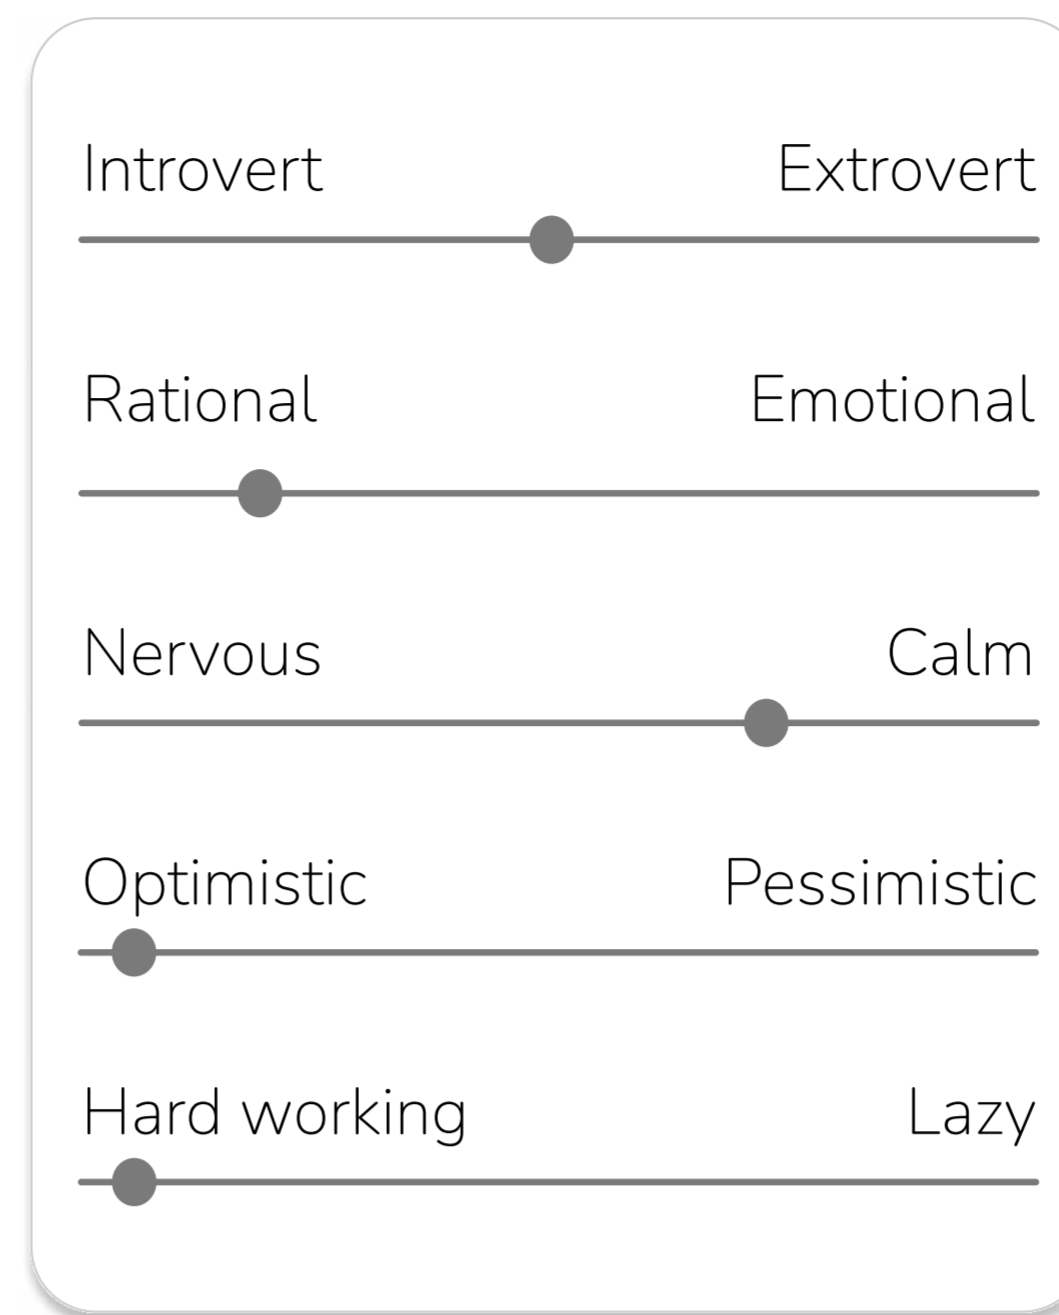 Introvert Extrovert
Rational Emotional
Nervous Calm
Optimistic Pessimistic
Hard working Lazy